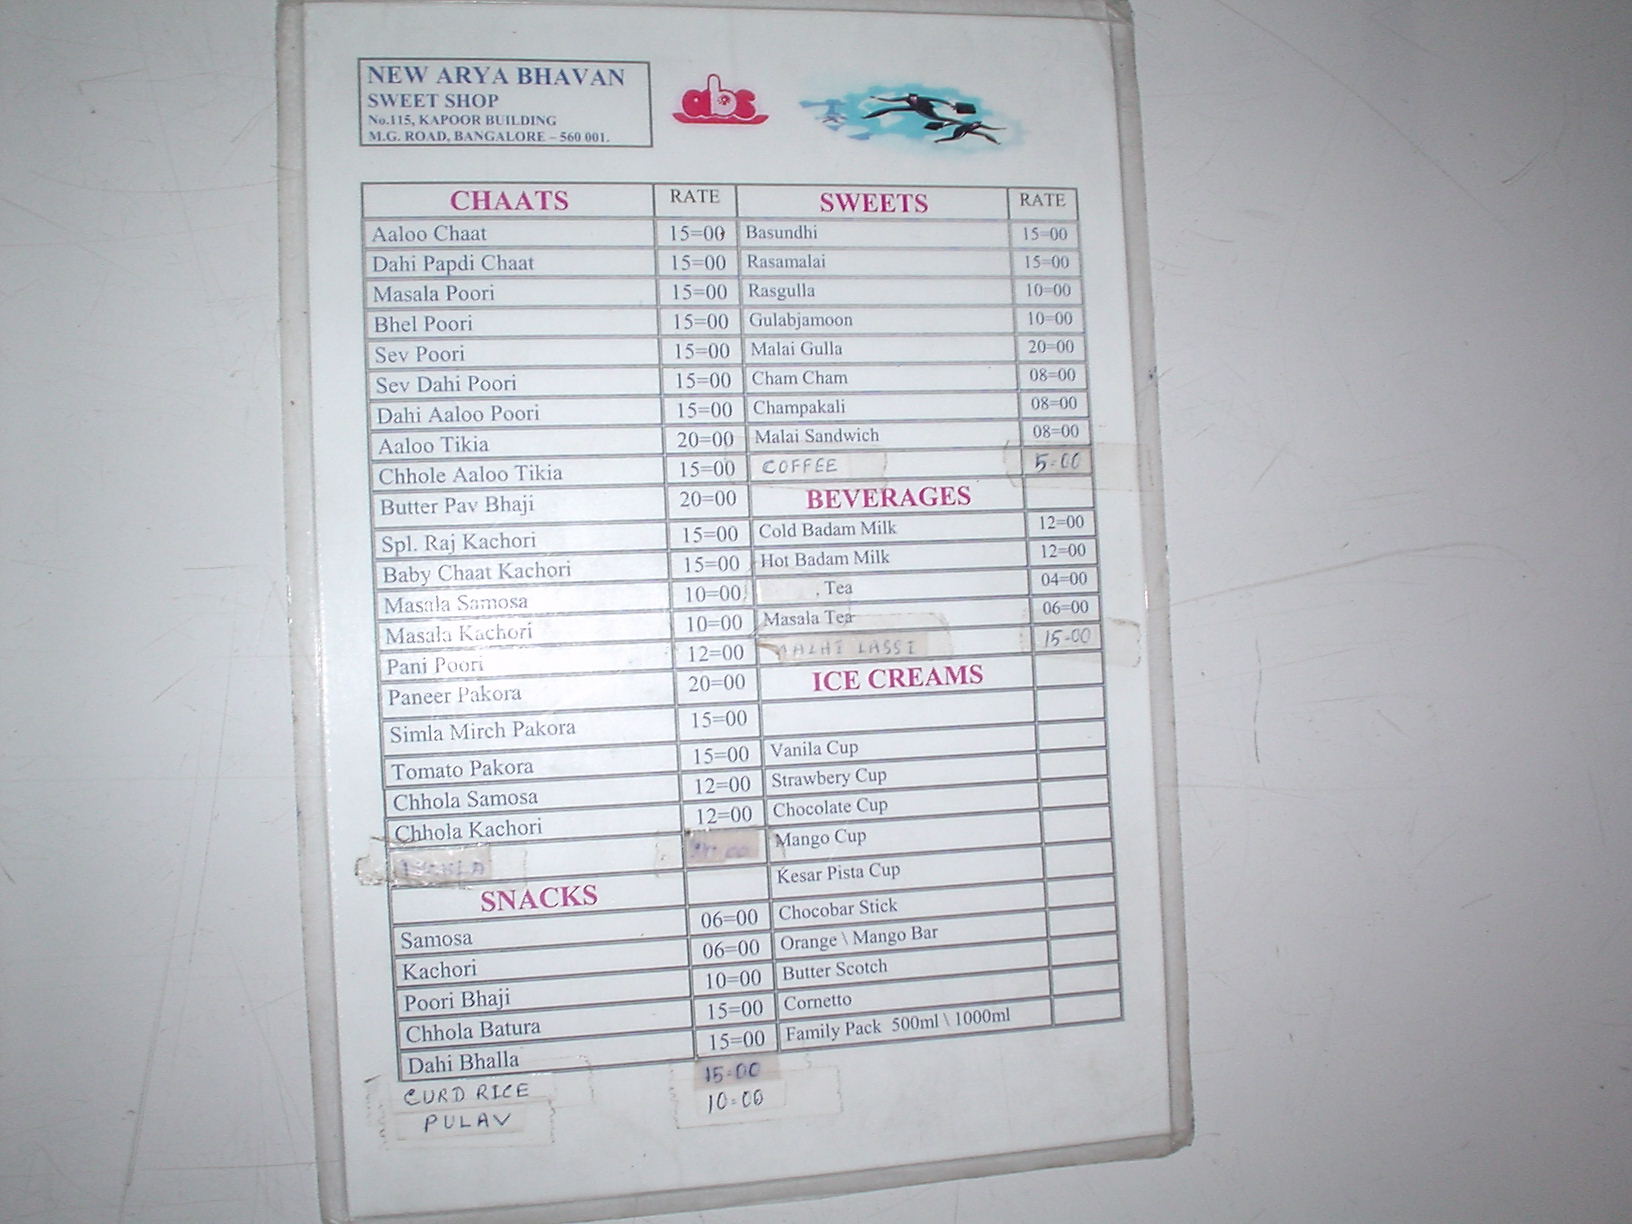 NEW ARYA BHAVAN
SWEET SHOP
No.115, KAPOOR BUILDING
M.G. ROAD, BANGALORE – 560 001.
abs
CHAATS RATE
Aaloo Chaat 15=00
Dahi Papdi Chaat 15=00
Masala Poori 15=00
Bhel Poori 15=00
Sev Poori 15=00
Sev Dahi Poori 15=00
Dahi Aaloo Poori 15=00
Aaloo Tikia 20=00
Chhole Aaloo Tikia 15=00
Butter Pav Bhaji 20=00
Spl. Raj Kachori 15=00
Baby Chaat Kachori 15=00
Masala Samosa 10=00
Masala Kachori 10=00
Pani Poori 12=00
Paneer Pakora 20=00
Simla Mirch Pakora 15=00
Tomato Pakora 15=00
Chhola Samosa 12=00
Chhola Kachori 12=00
SNACKS
Samosa 06=00
Kachori 06=00
Poori Bhaji 10=00
Chhola Batura 15=00
Dahi Bhalla 15=00
CURD RICE 15-00
PULAV 10-00
SWEETS RATE
Basundhi 15=00
Rasamalai 15=00
Rasgulla 10=00
Gulabjamoon 10=00
Malai Gulla 20=00
Cham Cham 08=00
Champakali 08=00
Malai Sandwich 08=00
COFFEE 5-00
BEVERAGES
Cold Badam Milk 12=00
Hot Badam Milk 12=00
Tea 04=00
Masala Tea 06=00
MALAI LASSI 15-00
ICE CREAMS
Vanila Cup
Strawbery Cup
Chocolate Cup
Mango Cup
Kesar Pista Cup
Chocobar Stick
Orange \ Mango Bar
Butter Scotch
Cornetto
Family Pack 500ml \ 1000ml